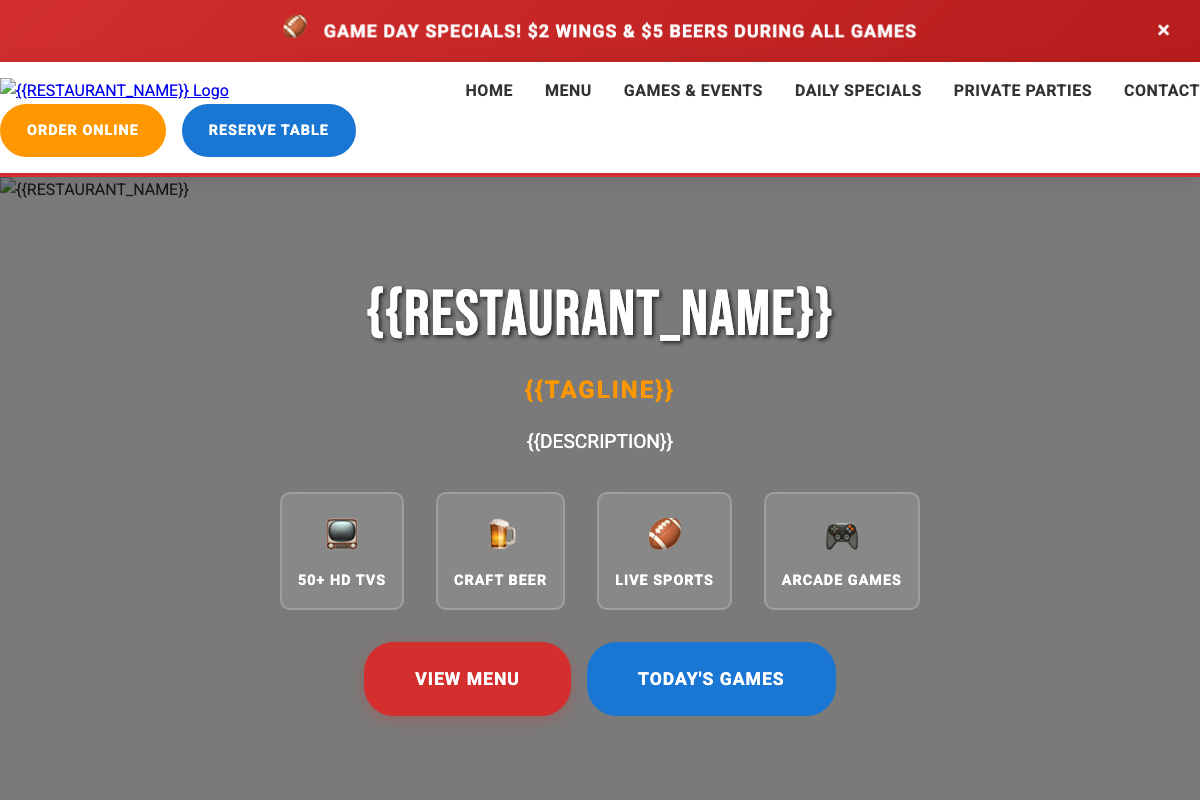 GAME DAY SPECIALS! $2 WINGS & $5 BEERS DURING ALL GAMES ×
{{RESTAURANT_NAME}} Logo
HOME MENU GAMES & EVENTS DAILY SPECIALS PRIVATE PARTIES CONTACT
ORDER ONLINE RESERVE TABLE
{{RESTAURANT_NAME}}
{{RESTAURANT_NAME}}
{{TAGLINE}}
{{DESCRIPTION}}
50+ HD TVS CRAFT BEER LIVE SPORTS ARCADE GAMES
VIEW MENU TODAY'S GAMES